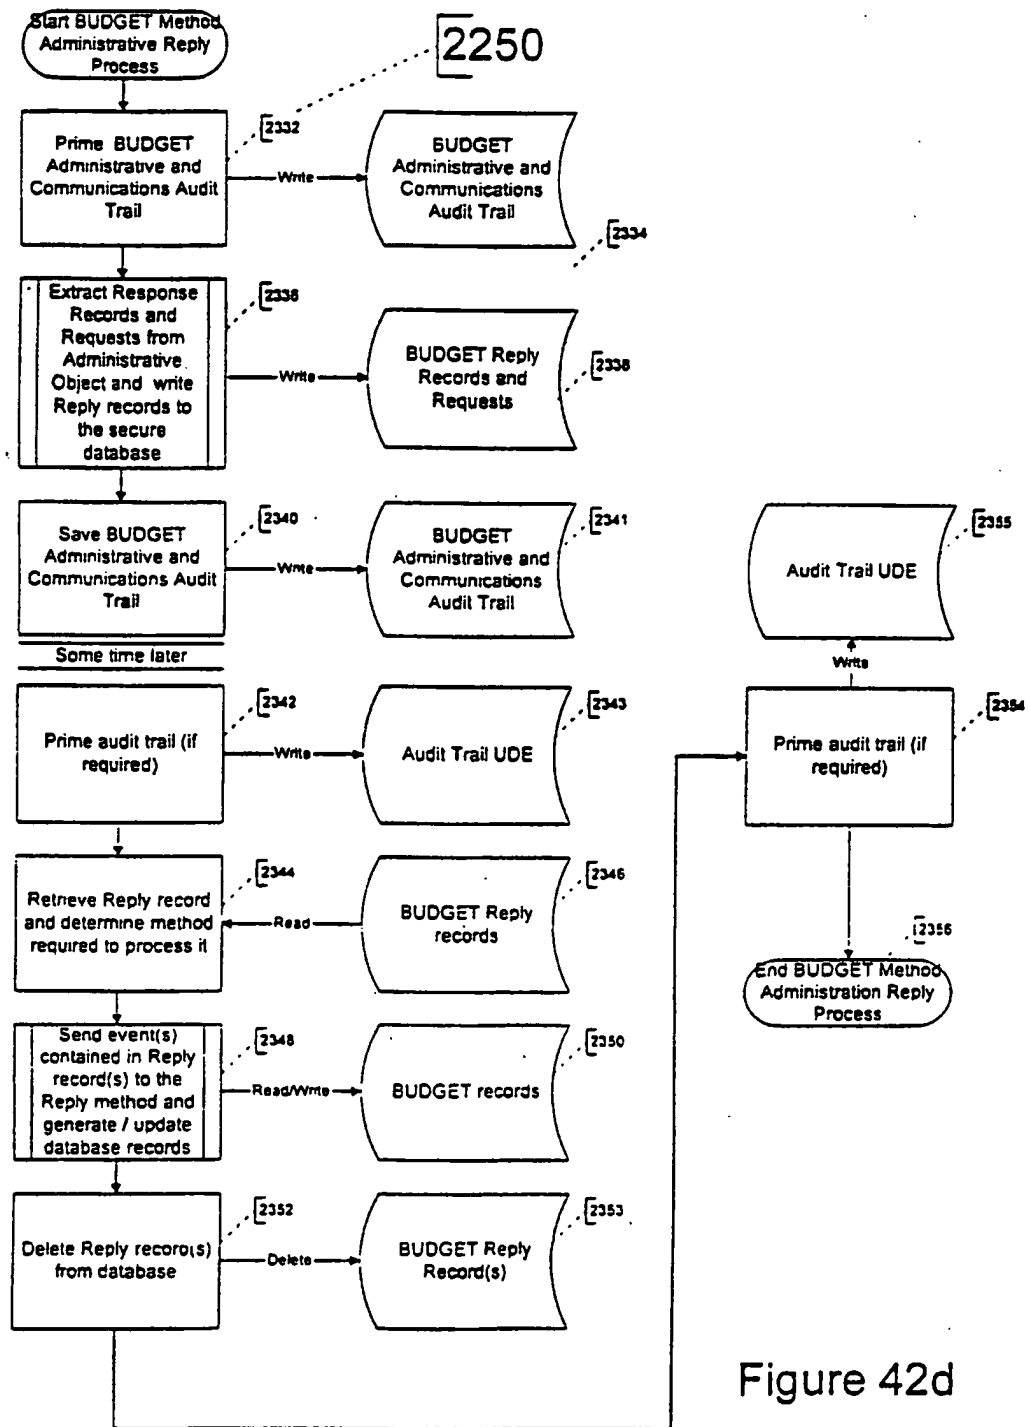 Start BUDGET Method
Administrative Reply
Process
2250
Prime BUDGET
Administrative and
Communications Audit
Trail
2332
Write
BUDGET
Administrative and
Communications
Audit Trail
2334
Extract Response
Records and
Requests from
Administrative
Object and write
Reply records to
the secure
database
2336
Write
BUDGET Reply
Records and
Requests
2338
Save BUDGET
Administrative and
Communications Audit
Trail
2340
Write
BUDGET
Administrative and
Communications
Audit Trail
2341
Some time later
Prime audit trail (if
required)
2342
Write
Audit Trail UDE
2343
Retrieve Reply record
and determine method
required to process it
2344
Read
BUDGET Reply
records
2346
Send event(s)
contained in Reply
record(s) to the
Reply method and
generate / update
database records
2348
Read/Write
BUDGET records
2350
Delete Reply record(s)
from database
2352
Delete
BUDGET Reply
Record(s)
2353
Audit Trail UDE
2355
Write
Prime audit trail (if
required)
2354
2356
End BUDGET Method
Administration Reply
Process
Figure 42d